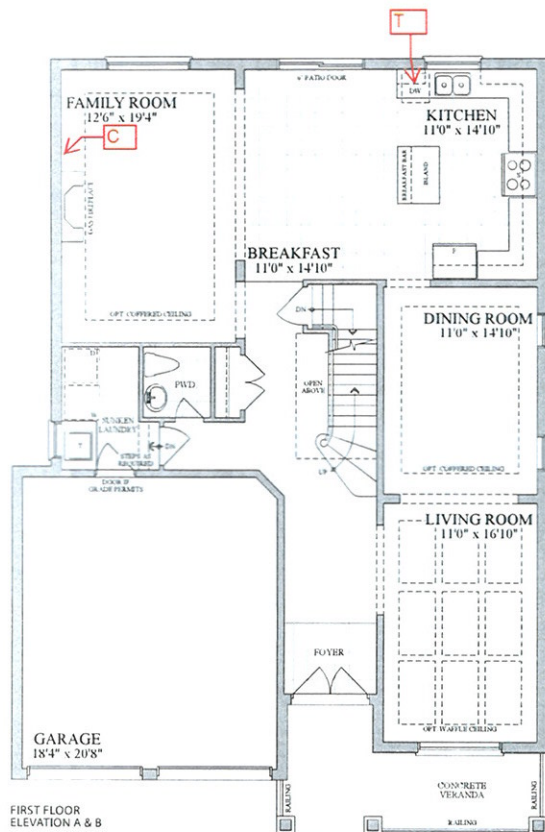 T
6' PATIO DOOR
DW
FAMILY ROOM
12'6" x 19'4"
KITCHEN
11'0" x 14'10"
C
GAS FIREPLACE
BREAKFAST BAR
ISLAND
BREAKFAST
11'0" x 14'10"
F
OPT. COFFERED CEILING
DN
DINING ROOM
11'0" x 14'10"
PWD.
OPEN
ABOVE
SUNKEN
LAUNDRY
T
DN
STEPS AS
REQUIRED
UP
OPT. COFFERED CEILING
DOOR IF
GRADE PERMITS
LIVING ROOM
11'0" x 16'10"
FOYER
OPT. WAFFLE CEILING
GARAGE
18'4" x 20'8"
CONCRETE
VERANDA
RAILING
RAILING
RAILING
FIRST FLOOR
ELEVATION A & B